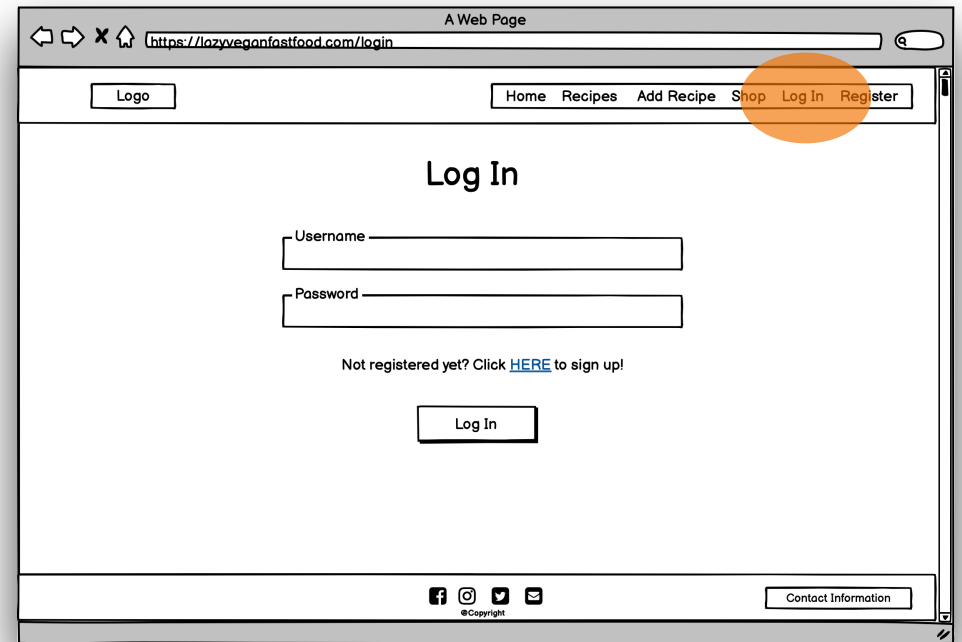 A Web Page
https://lazyveganfastfood.com/login
Logo
Home Recipes Add Recipe Shop Log In Register
Log In
Username
Password
Not registered yet? Click HERE to sign up!
Log In
@Copyright
Contact Information